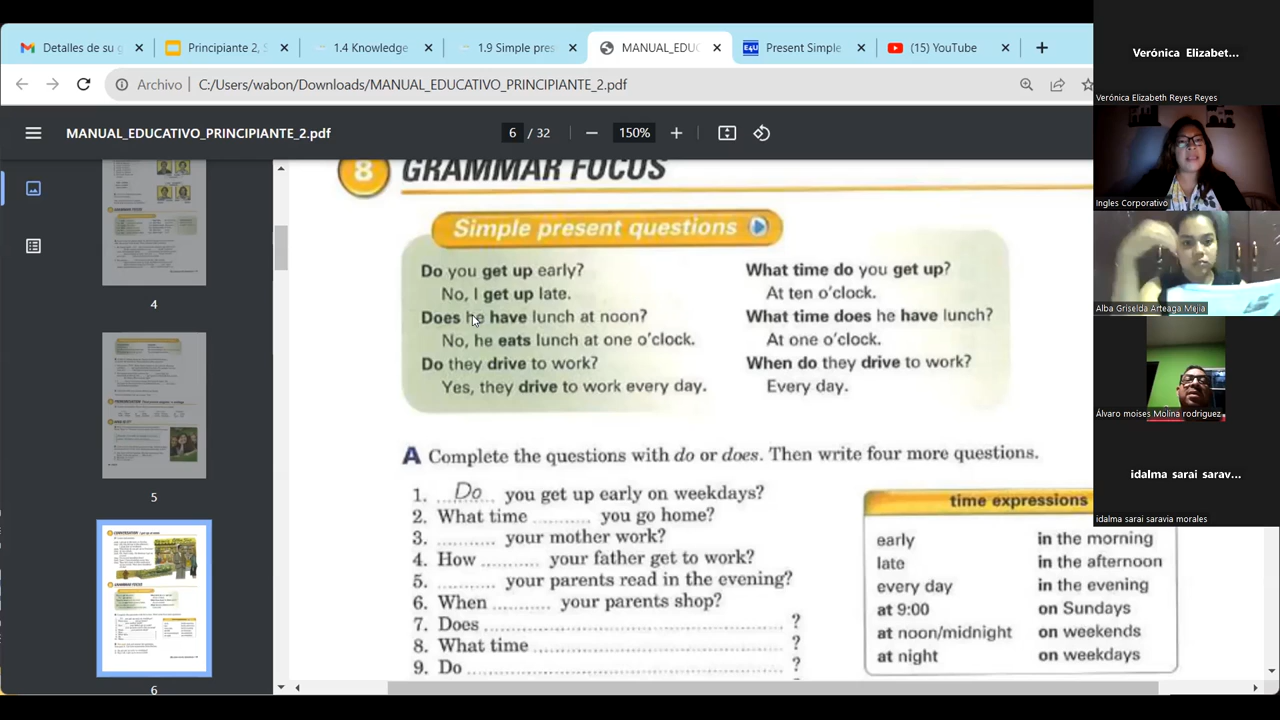 Detalles de su g
Principiante 2, S
1.4 Knowledge
1.9 Simple pres
MANUAL_EDUC
Present Simple
(15) YouTube
Archivo
C:/Users/wabon/Downloads/MANUAL_EDUCATIVO_PRINCIPIANTE_2.pdf
MANUAL_EDUCATIVO_PRINCIPIANTE_2.pdf
6 / 32
150%
4
5
6
8 GRAMMAR FOCUS
Simple present questions
Do you get up early?
No, I get up late.
Does he have lunch at noon?
No, he eats lunch at one o'clock.
Do they drive to work?
Yes, they drive to work every day.
What time do you get up?
At ten o'clock.
What time does he have lunch?
At one o'clock.
When do they drive to work?
Every day.
A Complete the questions with do or does. Then write four more questions.
1. Do you get up early on weekdays?
2. What time ......... you go home?
3. ......... your mother work?
4. How ......... your father get to work?
5. ......... your parents read in the evening?
6. When ......... your parents shop?
7. Does ......... ?
8. What time ......... ?
9. Do ......... ?
time expressions
early
late
every day
at 9:00
at noon/midnight
at night
in the morning
in the afternoon
in the evening
on Sundays
on weekends
on weekdays
Verónica Elizabet...
Verónica Elizabeth Reyes Reyes
Ingles Corporativo
Alba Griselda Arteaga Mejia
Álvaro moises Molina rodriguez
idalma sarai sarav...
idalma sarai saravia morales